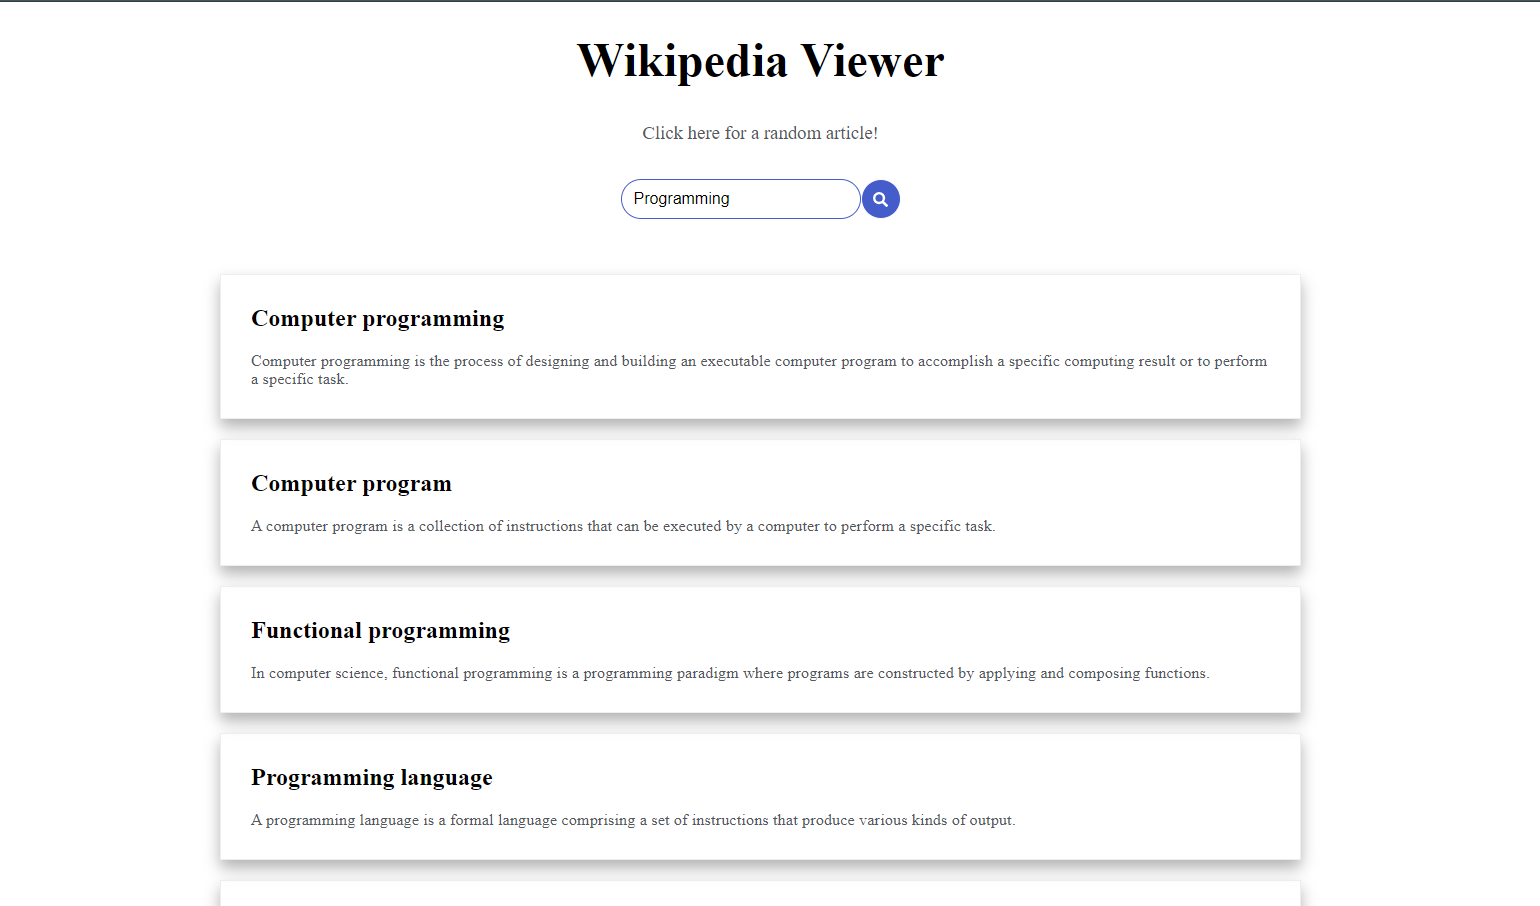 Wikipedia Viewer
Click here for a random article!
Programming
Computer programming
Computer programming is the process of designing and building an executable computer program to accomplish a specific computing result or to perform
a specific task.
Computer program
A computer program is a collection of instructions that can be executed by a computer to perform a specific task.
Functional programming
In computer science, functional programming is a programming paradigm where programs are constructed by applying and composing functions.
Programming language
A programming language is a formal language comprising a set of instructions that produce various kinds of output.